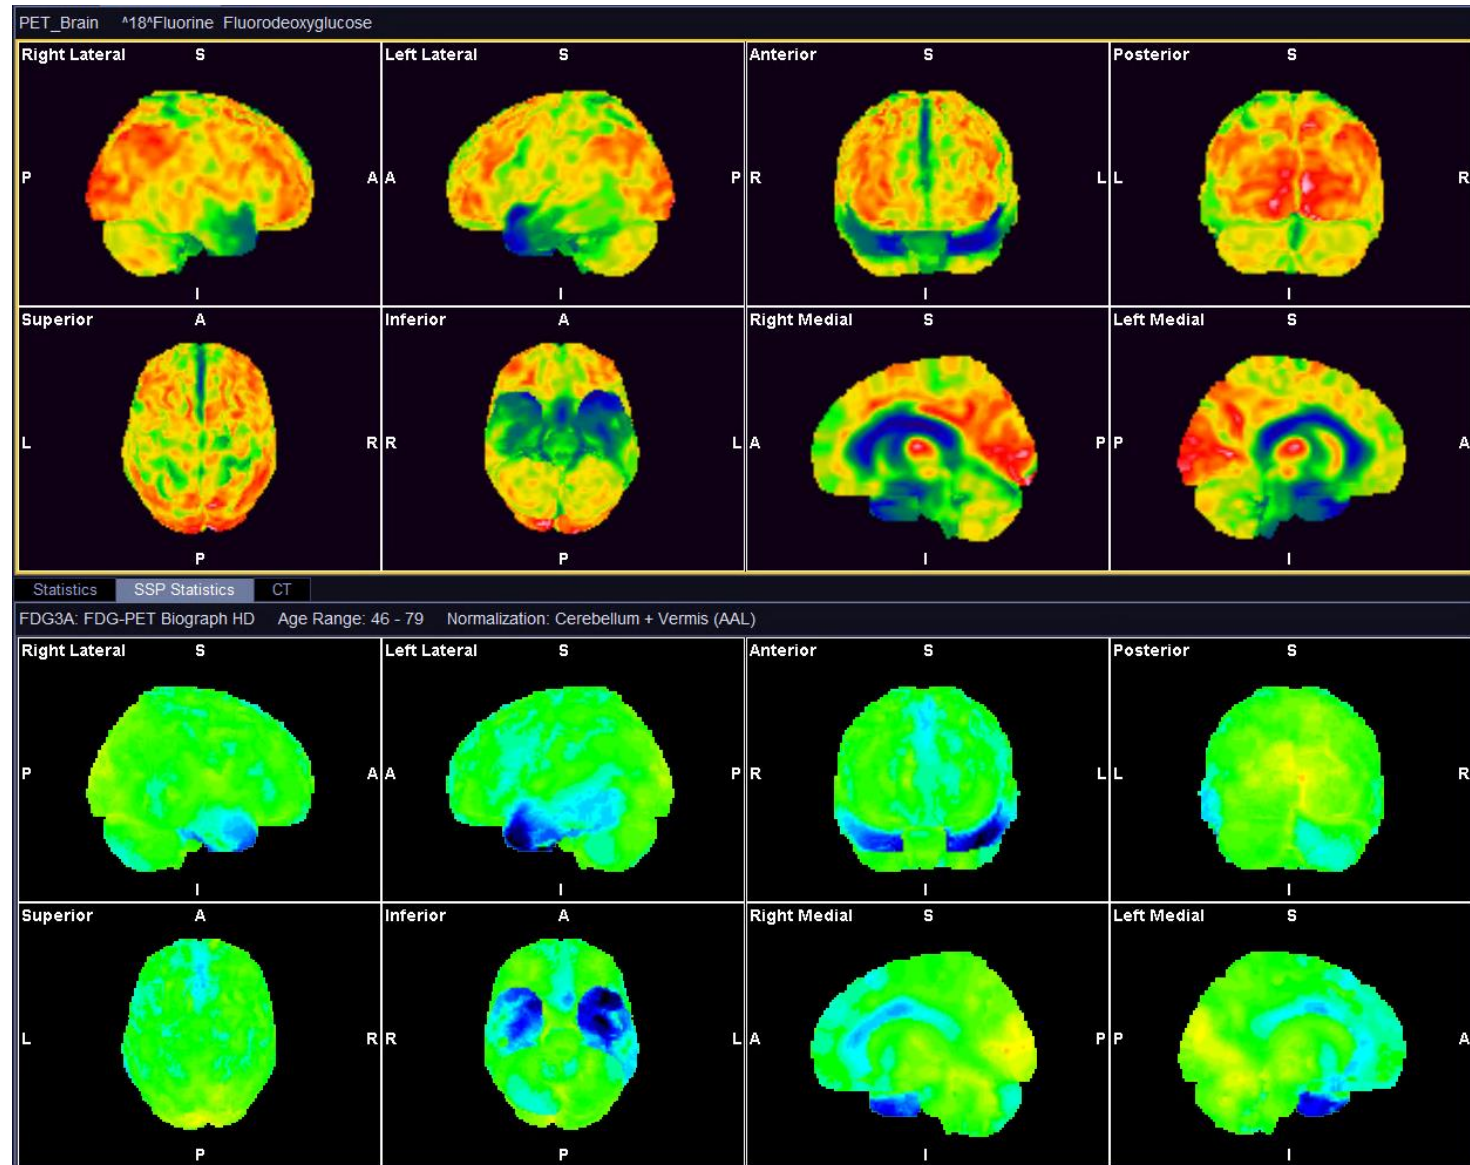 PET_Brain ^18^Fluorine Fluorodeoxyglucose
Right Lateral S Left Lateral S Anterior S Posterior S
P A A P R L L R
I I I I
Superior A Inferior A Right Medial S Left Medial S
L R R L A P P A
P P I I
Statistics SSP Statistics CT
FDG3A: FDG-PET Biograph HD Age Range: 46 - 79 Normalization: Cerebellum + Vermis (AAL)
Right Lateral S Left Lateral S Anterior S Posterior S
P A A P R L L R
I I I I
Superior A Inferior A Right Medial S Left Medial S
L R R L A P P A
P P I I